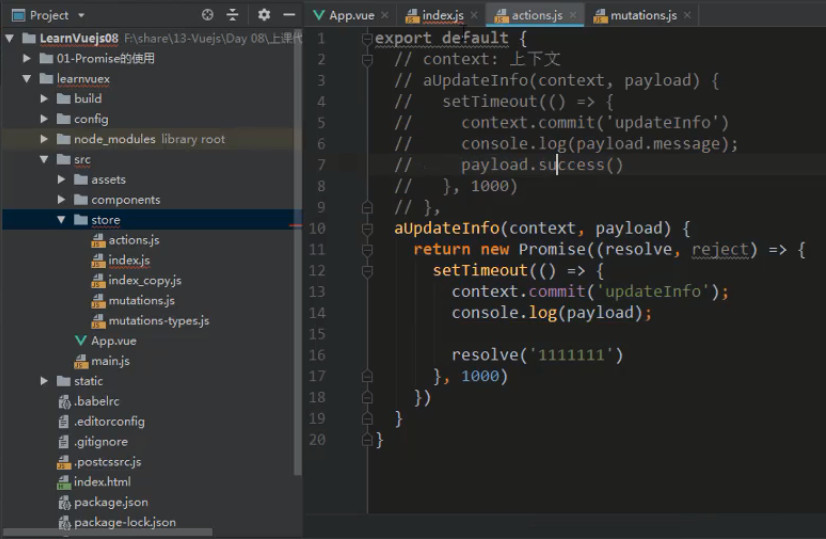 Project
LearnVuejs08 F:\share\13-Vuejs\Day 08\上课代
01-Promise的使用
learnvuex
build
config
node_modules library root
src
assets
components
store
actions.js
index.js
index_copy.js
mutations.js
mutations-types.js
App.vue
main.js
static
.babelrc
.editorconfig
.gitignore
.postcssrc.js
index.html
package.json
package-lock.json
App.vue index.js actions.js mutations.js
1 export default {
2 // context: 上下文
3 // aUpdateInfo(context, payload) {
4 //   setTimeout(() => {
5 //     context.commit('updateInfo')
6 //     console.log(payload.message);
7 //     payload.success()
8 //   }, 1000)
9 // },
10 aUpdateInfo(context, payload) {
11 return new Promise((resolve, reject) => {
12 setTimeout(() => {
13 context.commit('updateInfo');
14 console.log(payload);
15
16 resolve('1111111')
17 }, 1000)
18 })
19 }
20 }